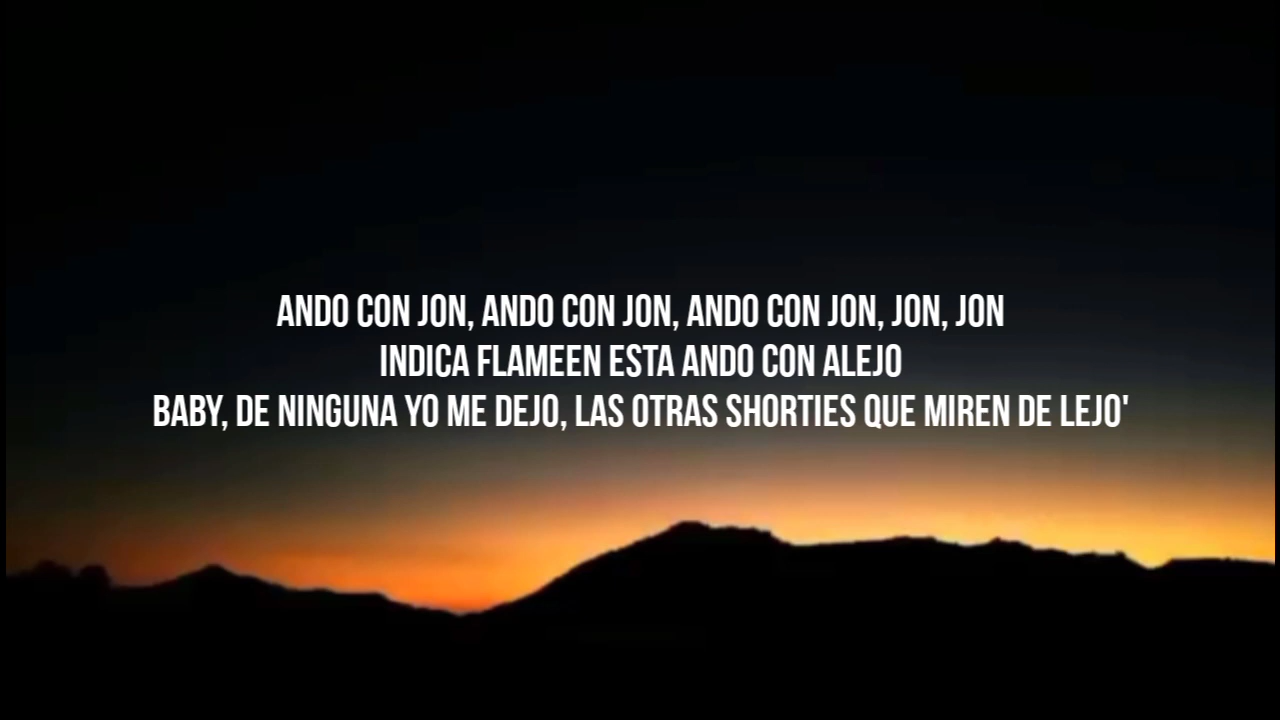 ANDO CON JON, ANDO CON JON, ANDO CON JON, JON, JON
INDICA FLAMEEN ESTA ANDO CON ALEJO
BABY, DE NINGUNA YO ME DEJO, LAS OTRAS SHORTIES QUE MIREN DE LEJO'